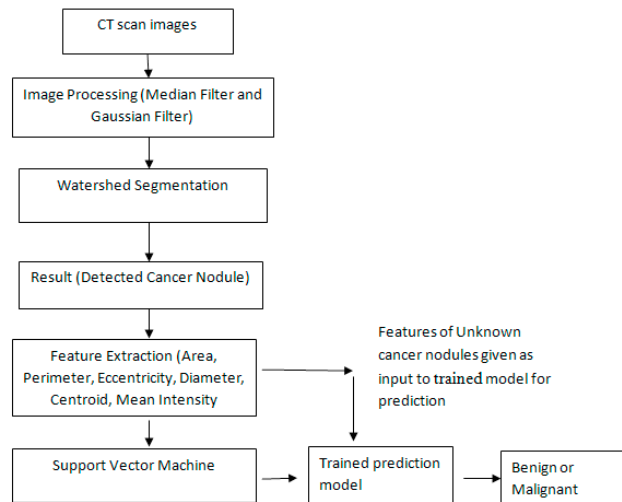 CT scan images
Image Processing (Median Filter and
Gaussian Filter)
Watershed Segmentation
Result (Detected Cancer Nodule)
Feature Extraction (Area,
Perimeter, Eccentricity, Diameter,
Centroid, Mean Intensity
Features of Unknown
cancer nodules given as
input to trained model for
prediction
Support Vector Machine
Trained prediction
model
Benign or
Malignant